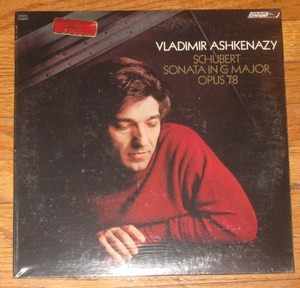 VLADIMIR ASHKENAZY
SCHUBERT
SONATA IN G MAJOR,
OPUS 78